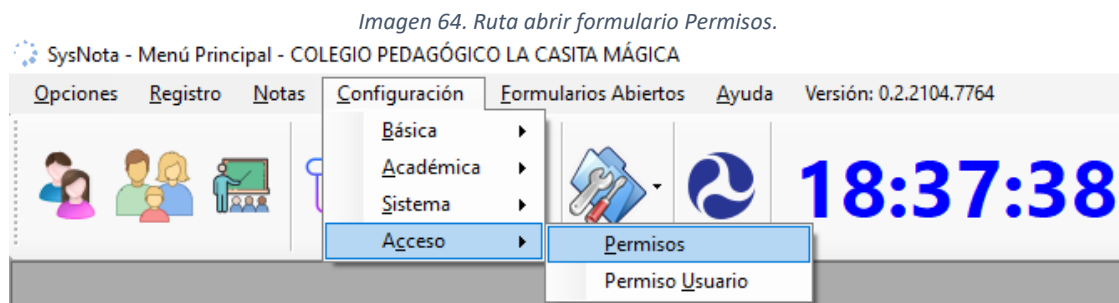 Imagen 64. Ruta abrir formulario Permisos.
SysNota - Menú Principal - COLEGIO PEDAGÓGICO LA CASITA MÁGICA
Opciones Registro Notas Configuración Formularios Abiertos Ayuda Versión: 0.2.2104.7764
Básica
Académica
Sistema
Acceso
Permisos
Permiso Usuario
18:37:38